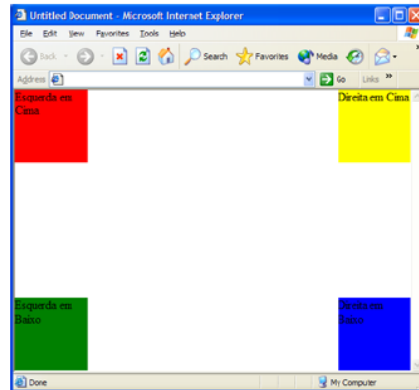 Untitled Document - Microsoft Internet Explorer
File Edit View Favorites Tools Help
Back Search Favorites Media
Address Go Links »
Esquerda em
Cima
Direita em Cima
Esquerda em
Baixo
Direita em
Baixo
Done My Computer